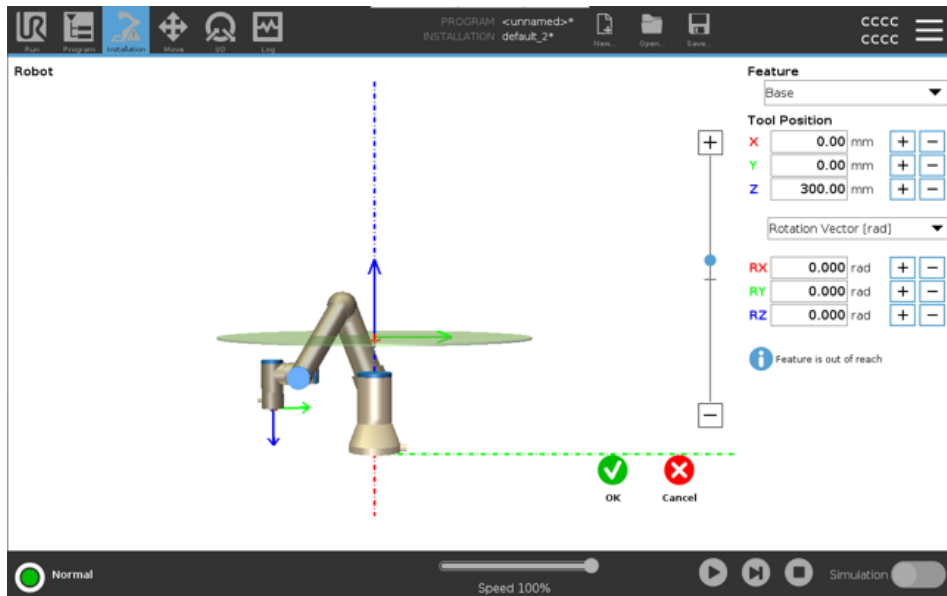 UR
Run
Program
Installation
Move
I/O
Log
PROGRAM <unnamed>*
INSTALLATION default_2*
New...
Open...
Save...
CCCC
CCCC
Robot
Feature
Base
Tool Position
X 0.00 mm + −
Y 0.00 mm + −
Z 300.00 mm + −
Rotation Vector [rad]
RX 0.000 rad + −
RY 0.000 rad + −
RZ 0.000 rad + −
Feature is out of reach
OK
Cancel
Normal
Speed 100%
Simulation